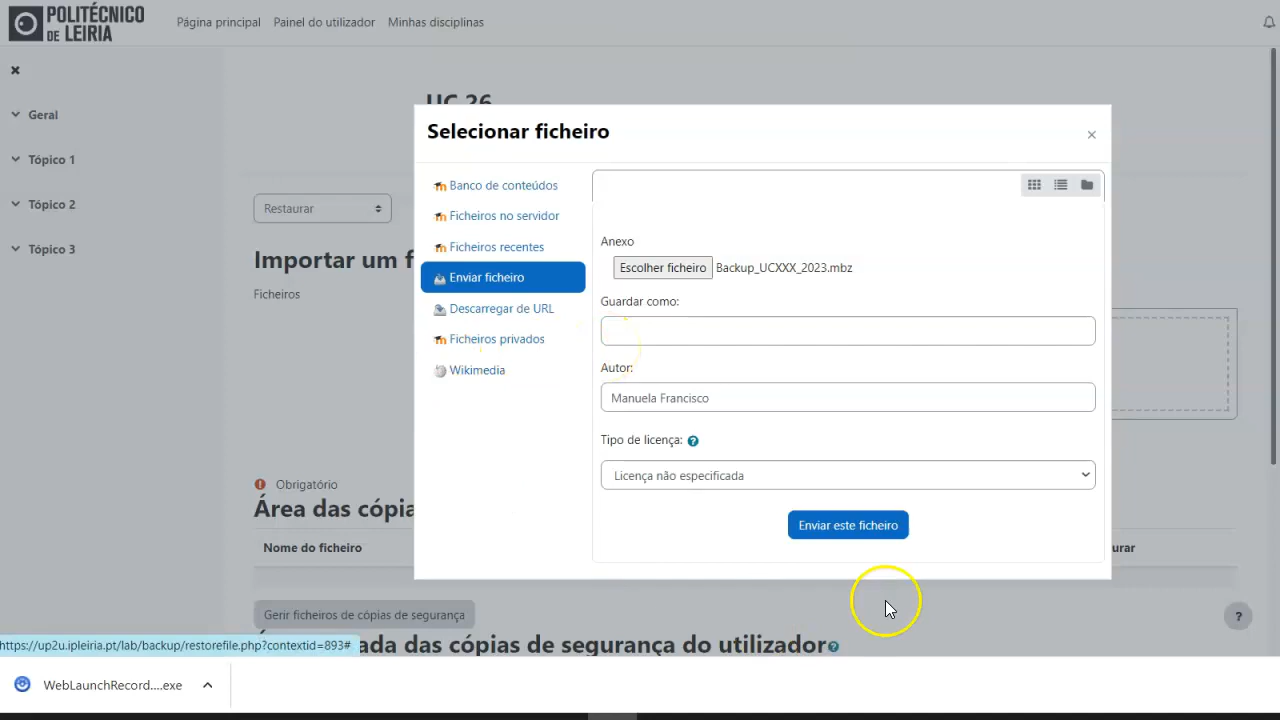 POLITÉCNICO
DE LEIRIA
Página principal
Painel do utilizador
Minhas disciplinas
Geral
Tópico 1
Tópico 2
Tópico 3
UC 26
Restaurar
Importar um f
Ficheiros
Selecionar ficheiro
×
Banco de conteúdos
Ficheiros no servidor
Ficheiros recentes
Enviar ficheiro
Descarregar de URL
Ficheiros privados
Wikimedia
Anexo
Escolher ficheiro Backup_UCXXX_2023.mbz
Guardar como:
Autor:
Manuela Francisco
Tipo de licença: ?
Licença não especificada
Enviar este ficheiro
Obrigatório
Área das cópia
Nome do ficheiro
urar
Gerir ficheiros de cópias de segurança
ada das cópias de segurança do utilizador ?
?
https://up2u.ipleiria.pt/lab/backup/restorefile.php?contextid=893#
WebLaunchRecord....exe